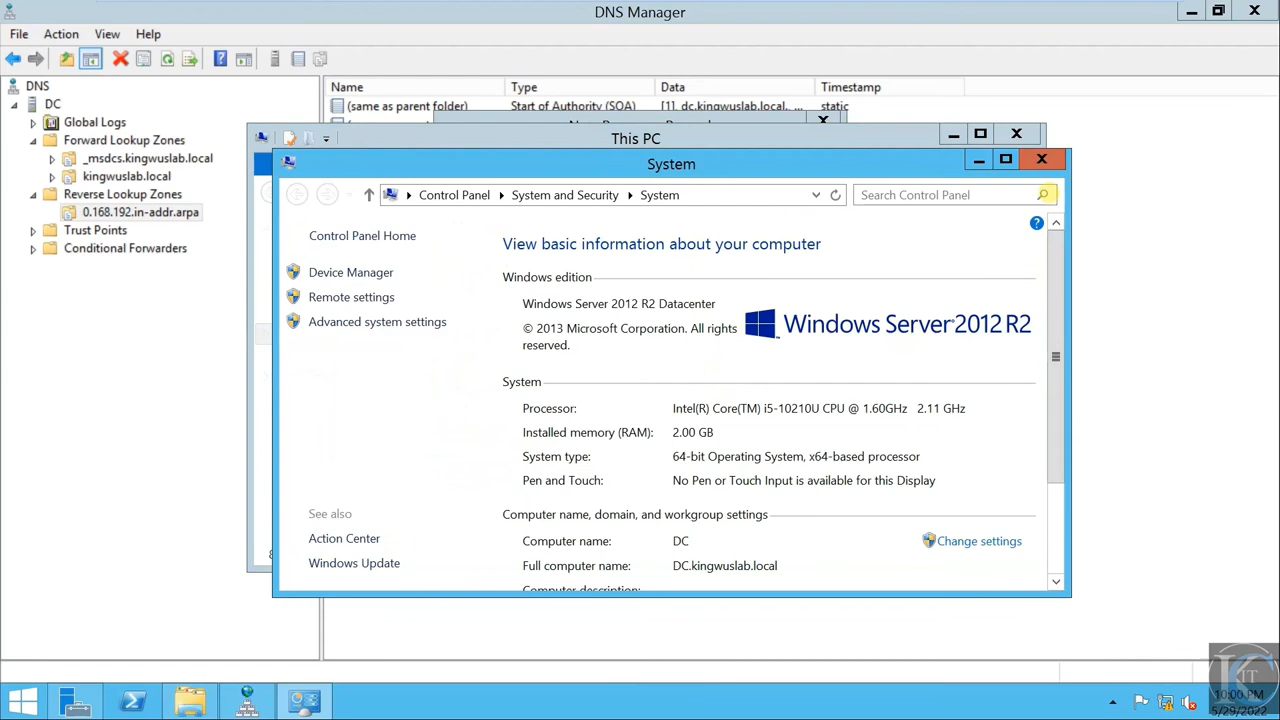 DNS Manager
File Action View Help
DNS
DC
Global Logs
Forward Lookup Zones
_msdcs.kingwuslab.local
kingwuslab.local
Reverse Lookup Zones
0.168.192.in-addr.arpa
Trust Points
Conditional Forwarders
Name Type Data Timestamp
(same as parent folder) Start of Authority (SOA) [1], dc.kingwuslab.local, ... static
This PC
System
Control Panel System and Security System
Search Control Panel
Control Panel Home
Device Manager
Remote settings
Advanced system settings
See also
Action Center
Windows Update
View basic information about your computer
Windows edition
Windows Server 2012 R2 Datacenter
© 2013 Microsoft Corporation. All rights
reserved.
Windows Server 2012 R2
System
Processor: Intel(R) Core(TM) i5-10210U CPU @ 1.60GHz 2.11 GHz
Installed memory (RAM): 2.00 GB
System type: 64-bit Operating System, x64-based processor
Pen and Touch: No Pen or Touch Input is available for this Display
Computer name, domain, and workgroup settings
Computer name: DC
Change settings
Full computer name: DC.kingwuslab.local
Computer description:
10:00 PM
5/29/2022